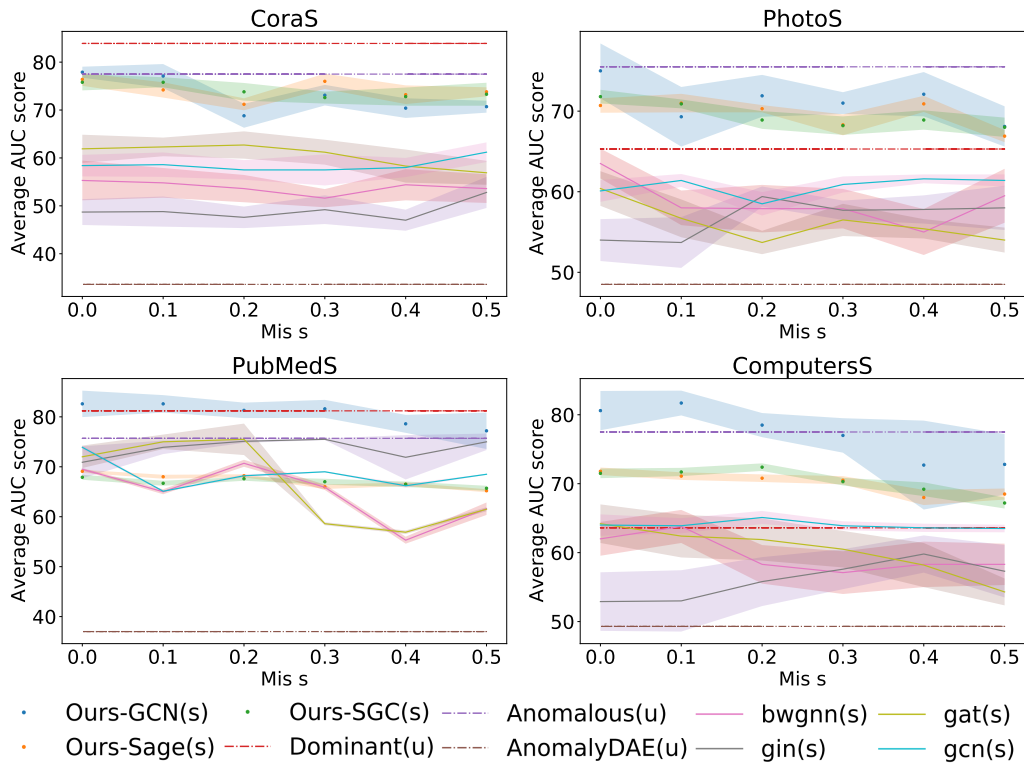 CoraS
PhotoS
Average AUC score
80
70
60
50
40
0.0 0.1 0.2 0.3 0.4 0.5
Mis s
Average AUC score
70
60
50
0.0 0.1 0.2 0.3 0.4 0.5
Mis s
PubMedS
ComputersS
Average AUC score
80
70
60
50
40
0.0 0.1 0.2 0.3 0.4 0.5
Mis s
Average AUC score
80
70
60
50
0.0 0.1 0.2 0.3 0.4 0.5
Mis s
Ours-GCN(s) Ours-SGC(s) Anomalous(u) bwgnn(s) gat(s)
Ours-Sage(s) Dominant(u) AnomalyDAE(u) gin(s) gcn(s)